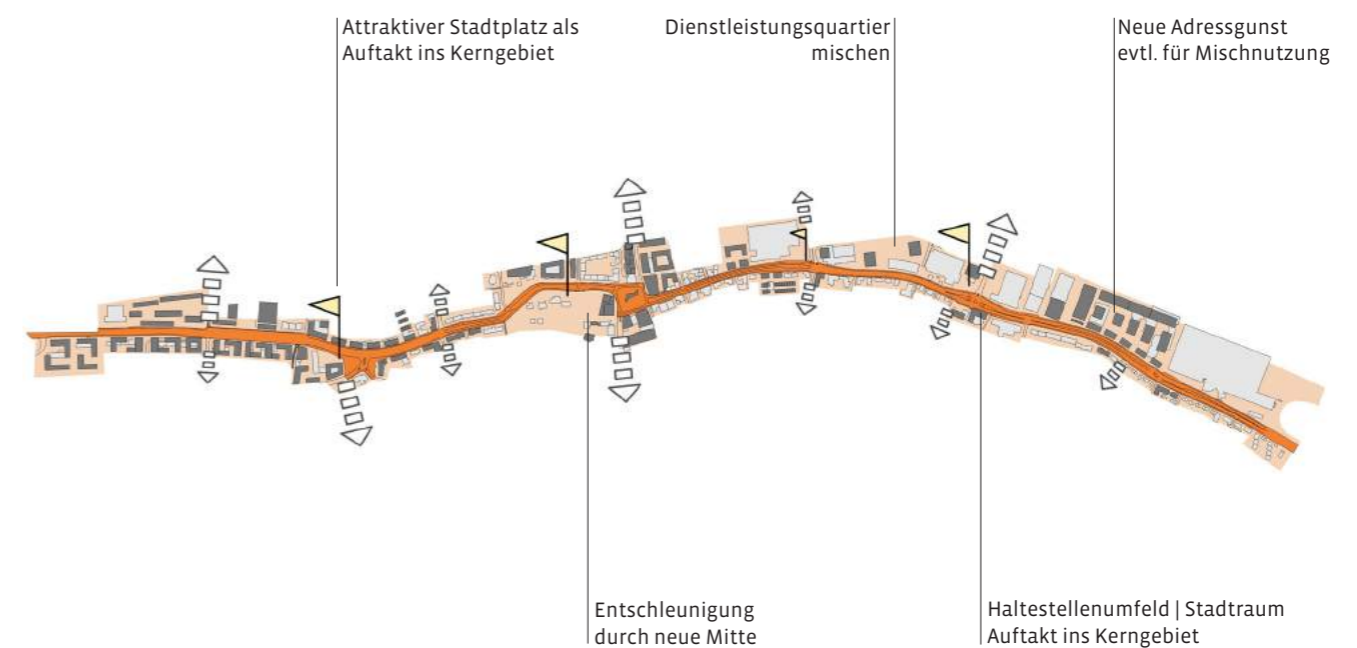 Attraktiver Stadtplatz als
Auftakt ins Kerngebiet
Dienstleistungsquartier
mischen
Neue Adressgunst
evtl. für Mischnutzung
Entschleunigung
durch neue Mitte
Haltestellenumfeld | Stadtraum
Auftakt ins Kerngebiet